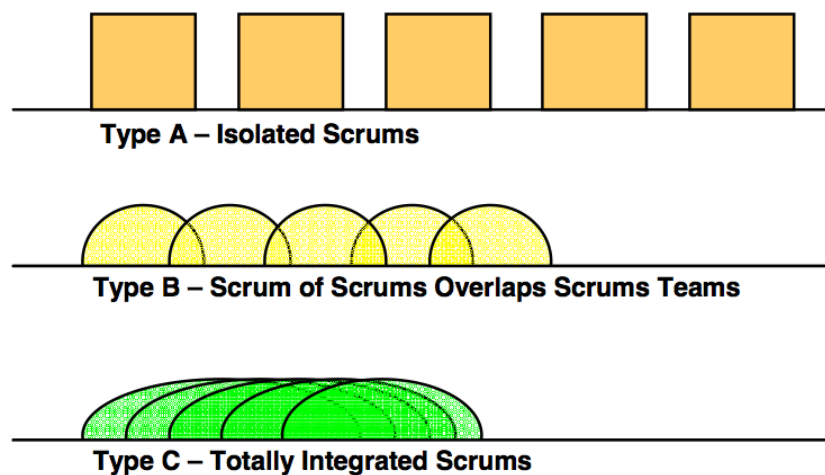 Type A – Isolated Scrums
Type B – Scrum of Scrums Overlaps Scrums Teams
Type C – Totally Integrated Scrums